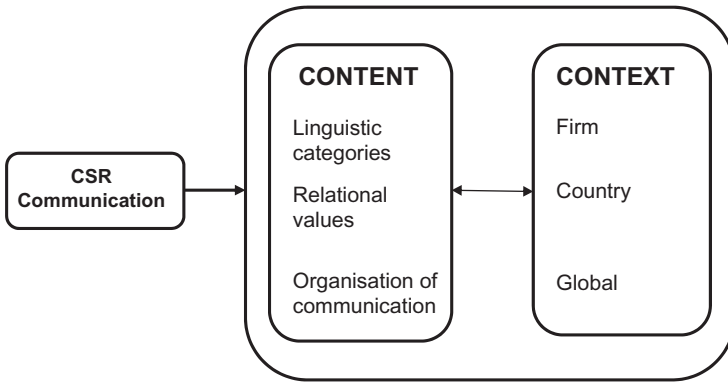 CSR
Communication
CONTENT
Linguistic
categories
Relational
values
Organisation of
communication
CONTEXT
Firm
Country
Global